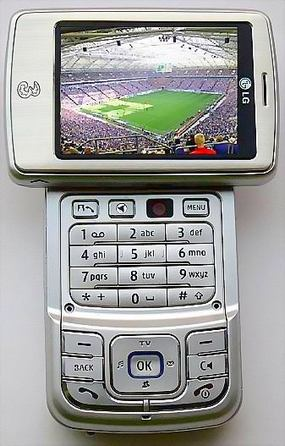 3
LG
MENU
1 2 abc 3 def
4 ghi 5 jkl 6 mno
7 pqrs 8 tuv 9 wxyz
* + 0 #
TV
BACK OK C